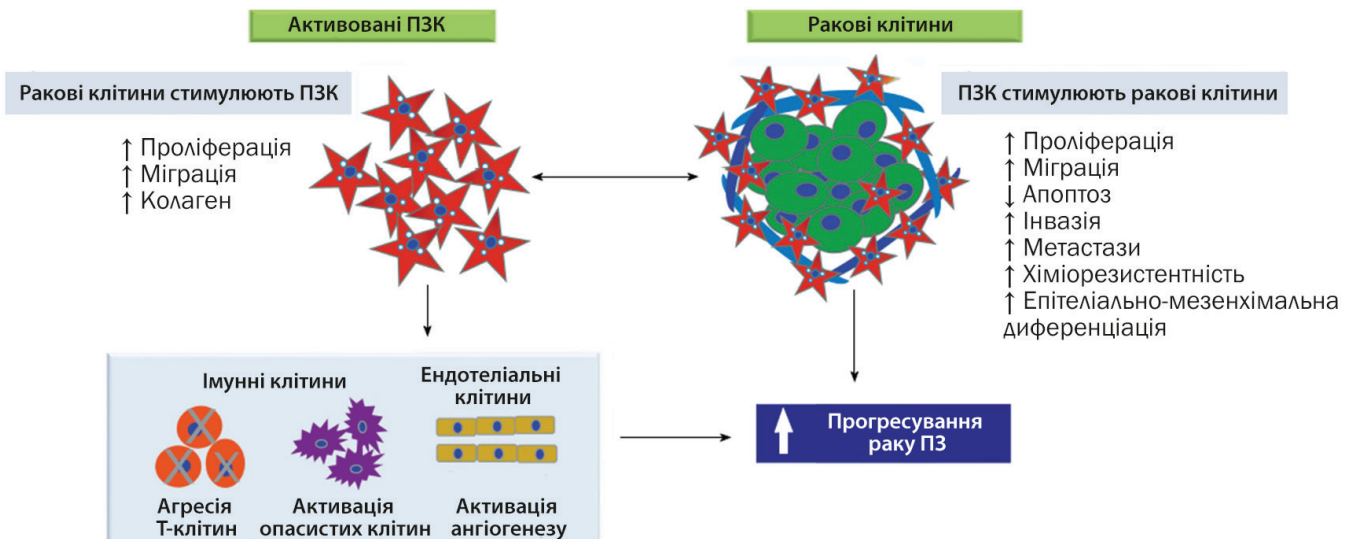 Активовані ПЗК
Ракові клітини
Ракові клітини стимулюють ПЗК
↑ Проліферація
↑ Міграція
↑ Колаген
ПЗК стимулюють ракові клітини
↑ Проліферація
↑ Міграція
↓ Апоптоз
↑ Інвазія
↑ Метастази
↑ Хіміорезистентність
↑ Епітеліально-мезенхімальна
диференціація
Імунні клітини
Ендотеліальні
клітини
Агресія
Т-клітин
Активація
опасистих клітин
Активація
ангіогенезу
Прогресування
раку ПЗ